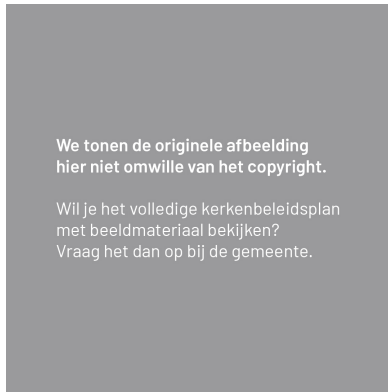 We tonen de originele afbeelding
hier niet omwille van het copyright.
Wil je het volledige kerkenbeleidsplan
met beeldmateriaal bekijken?
Vraag het dan op bij de gemeente.